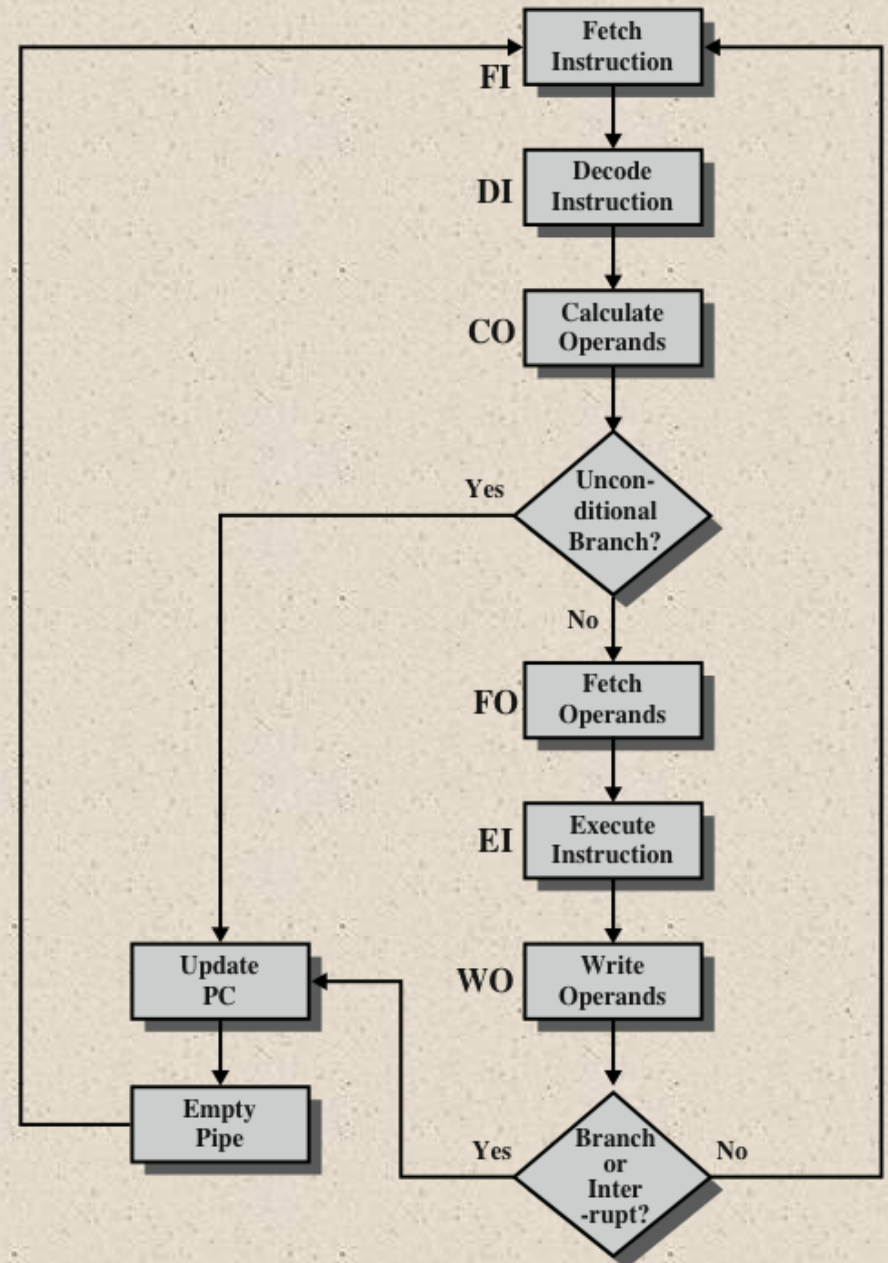 Fetch
Instruction
FI
Decode
Instruction
DI
Calculate
Operands
CO
Uncon-
ditional
Branch?
Yes
No
Fetch
Operands
FO
Execute
Instruction
EI
Write
Operands
WO
Update
PC
Empty
Pipe
Branch
or
Inter
-rupt?
Yes
No